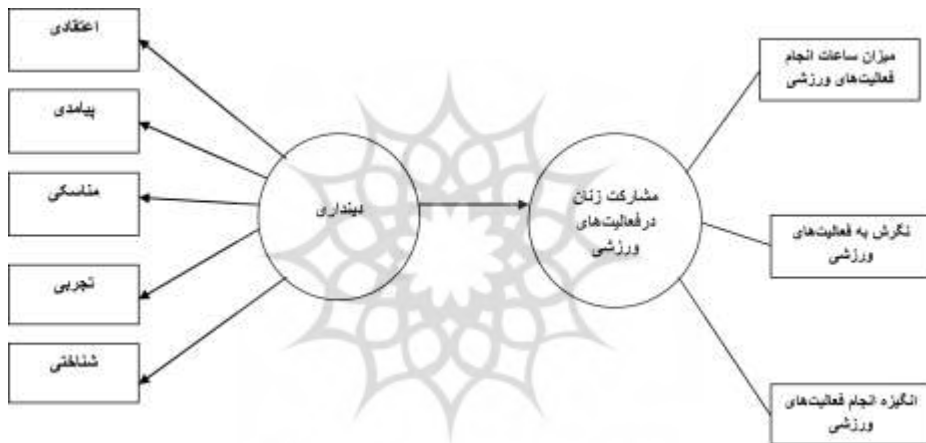 اعتقادی
پیامدی
مناسکی
تجربی
شناختی
دینداری
مشارکت زنان
درفعالیت‌های
ورزشی
میزان ساعات انجام
فعالیت‌های ورزشی
نگرش به فعالیت‌های
ورزشی
انگیزه انجام فعالیت‌های
ورزشی